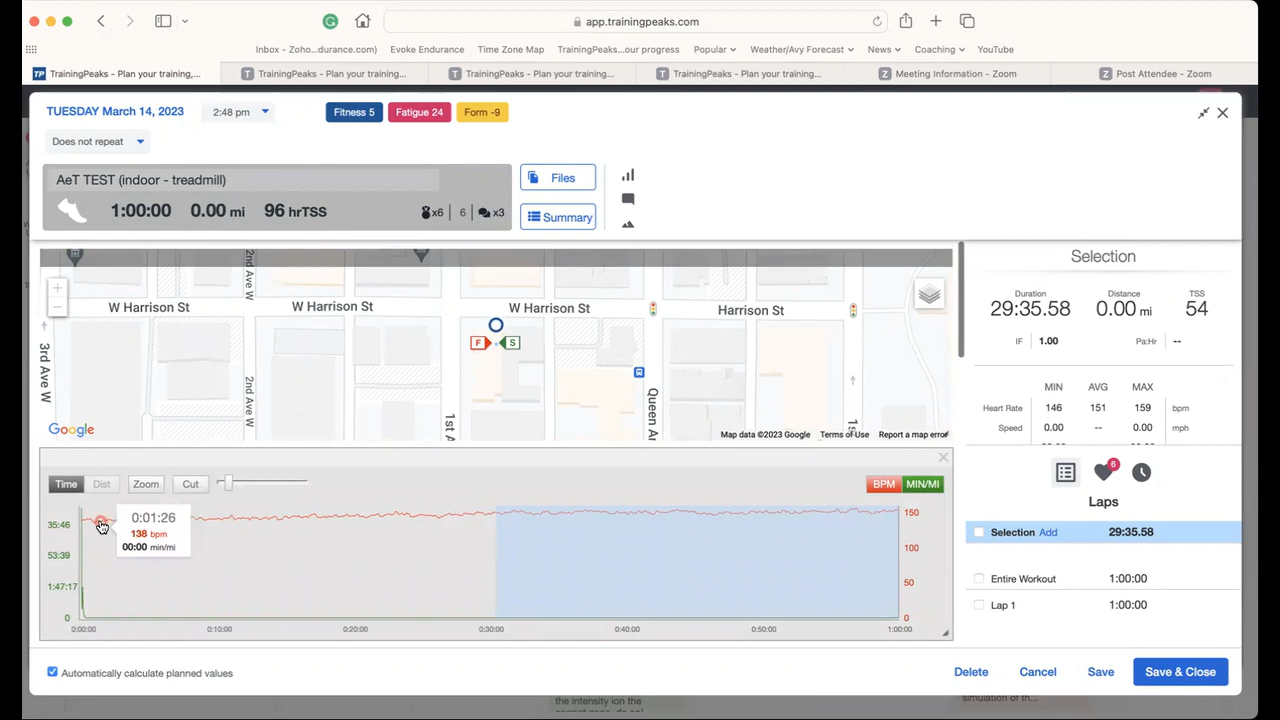 app.trainingpeaks.com
Inbox - Zoho...durance.com) Evoke Endurance Time Zone Map TrainingPeaks...our progress Popular Weather/Avy Forecast News Coaching YouTube
TP TrainingPeaks - Plan your training,... T TrainingPeaks - Plan your training... T TrainingPeaks - Plan your training... T TrainingPeaks - Plan your training... Z Meeting Information - Zoom Z Post Attendee - Zoom
TUESDAY March 14, 2023 2:48 pm Fitness 5 Fatigue 24 Form -9
Does not repeat
AeT TEST (indoor - treadmill) Files
1:00:00 0.00 mi 96 hrTSS x6 6 x3 Summary
Selection
Duration Distance TSS
29:35.58 0.00 mi 54
IF 1.00 Pa:Hr --
MIN AVG MAX
Heart Rate 146 151 159 bpm
Speed 0.00 -- 0.00 mph
2nd Ave W
W Harrison St W Harrison St W Harrison St Harrison St
F S
3rd Ave W
2nd Ave W
1st A
Queen An
1s
Google Map data ©2023 Google Terms of Use Report a map error
6
Laps
Selection Add 29:35.58
Entire Workout 1:00:00
Lap 1 1:00:00
Time Dist Zoom Cut BPM MIN/MI
0:01:26
138 bpm
00:00 min/mi
35:46
53:39
1:47:17
0
150
100
50
0
0:00:00 0:10:00 0:20:00 0:30:00 0:40:00 0:50:00 1:00:00
Automatically calculate planned values Delete Cancel Save Save & Close
the intensity ion the
simulation of th...